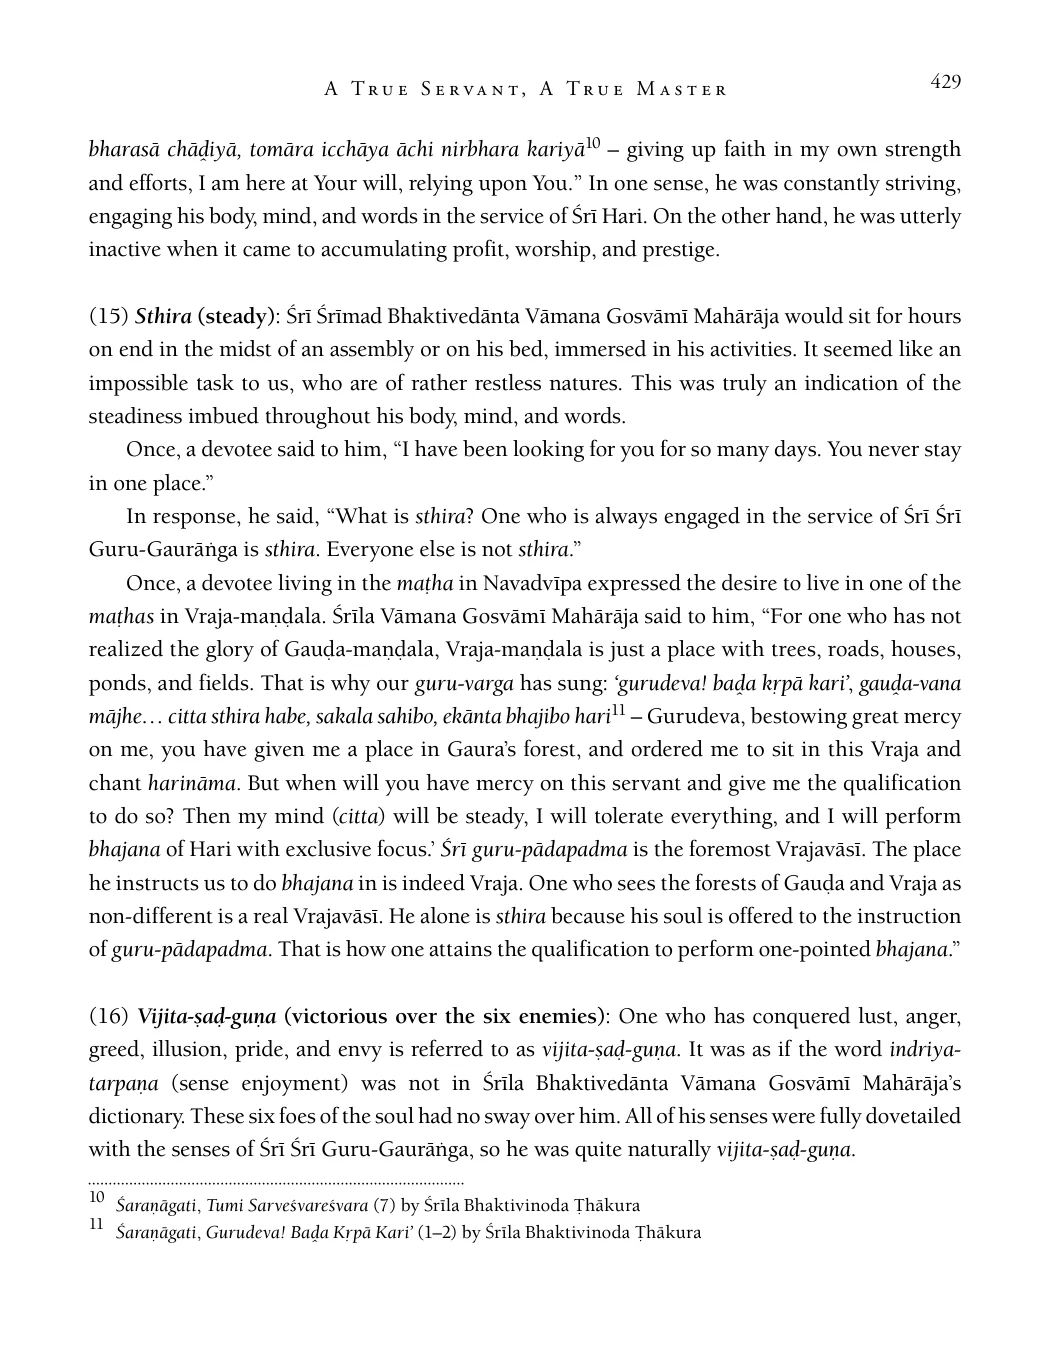 A True Servant, A True Master
429
bharasā chāḓiyā, tomāra icchāya āchi nirbhara kariyā10 – giving up faith in my own strength
and efforts, I am here at Your will, relying upon You.” In one sense, he was constantly striving,
engaging his body, mind, and words in the service of Śrī Hari. On the other hand, he was utterly
inactive when it came to accumulating profit, worship, and prestige.
(15) Sthira (steady): Śrī Śrīmad Bhaktivedānta Vāmana Gosvāmī Mahārāja would sit for hours
on end in the midst of an assembly or on his bed, immersed in his activities. It seemed like an
impossible task to us, who are of rather restless natures. This was truly an indication of the
steadiness imbued throughout his body, mind, and words.
Once, a devotee said to him, “I have been looking for you for so many days. You never stay
in one place.”
In response, he said, “What is sthira? One who is always engaged in the service of Śrī Śrī
Guru-Gaurāṅga is sthira. Everyone else is not sthira.”
Once, a devotee living in the maṭha in Navadvīpa expressed the desire to live in one of the
maṭhas in Vraja-maṇḍala. Śrīla Vāmana Gosvāmī Mahārāja said to him, “For one who has not
realized the glory of Gauḍa-maṇḍala, Vraja-maṇḍala is just a place with trees, roads, houses,
ponds, and fields. That is why our guru-varga has sung: ‘gurudeva! baḓa kṛpā kari’, gauḓa-vana
mājhe… citta sthira habe, sakala sahibo, ekānta bhajibo hari11 – Gurudeva, bestowing great mercy
on me, you have given me a place in Gaura’s forest, and ordered me to sit in this Vraja and
chant harināma. But when will you have mercy on this servant and give me the qualification
to do so? Then my mind (citta) will be steady, I will tolerate everything, and I will perform
bhajana of Hari with exclusive focus.’ Śrī guru-pādapadma is the foremost Vrajavāsī. The place
he instructs us to do bhajana in is indeed Vraja. One who sees the forests of Gauḍa and Vraja as
non-different is a real Vrajavāsī. He alone is sthira because his soul is offered to the instruction
of guru-pādapadma. That is how one attains the qualification to perform one-pointed bhajana.”
(16) Vijita-ṣaḍ-guṇa (victorious over the six enemies): One who has conquered lust, anger,
greed, illusion, pride, and envy is referred to as vijita-ṣaḍ-guṇa. It was as if the word indriya-
tarpaṇa (sense enjoyment) was not in Śrīla Bhaktivedānta Vāmana Gosvāmī Mahārāja’s
dictionary. These six foes of the soul had no sway over him. All of his senses were fully dovetailed
with the senses of Śrī Śrī Guru-Gaurāṅga, so he was quite naturally vijita-ṣaḍ-guṇa.
10 Śaraṇāgati, Tumi Sarveśvareśvara (7) by Śrīla Bhaktivinoda Ṭhākura
11 Śaraṇāgati, Gurudeva! Baḓa Kṛpā Kari’ (1–2) by Śrīla Bhaktivinoda Ṭhākura